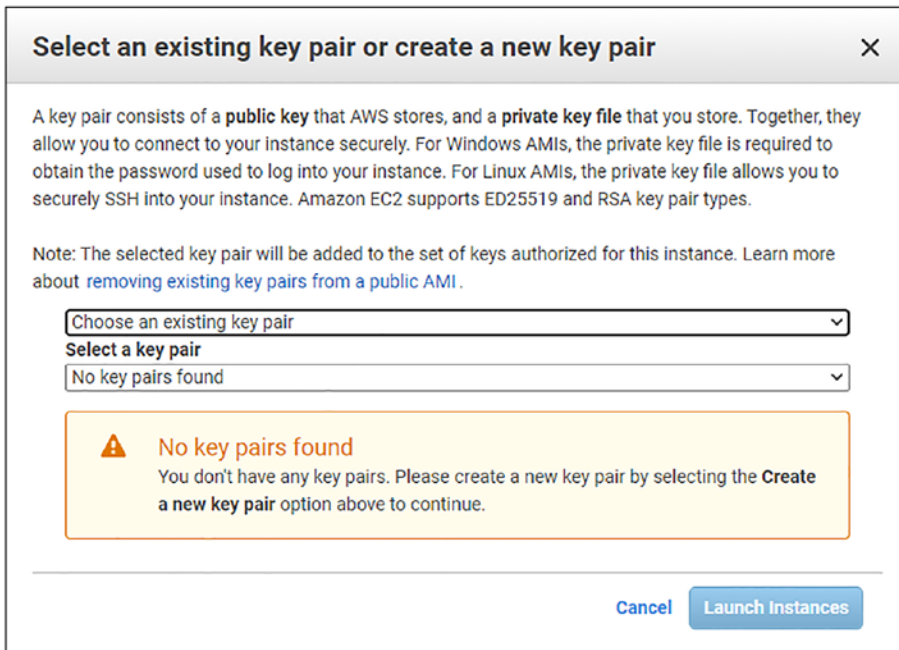 Select an existing key pair or create a new key pair
A key pair consists of a public key that AWS stores, and a private key file that you store. Together, they
allow you to connect to your instance securely. For Windows AMIs, the private key file is required to
obtain the password used to log into your instance. For Linux AMIs, the private key file allows you to
securely SSH into your instance. Amazon EC2 supports ED25519 and RSA key pair types.
Note: The selected key pair will be added to the set of keys authorized for this instance. Learn more
about removing existing key pairs from a public AMI.
Choose an existing key pair
Select a key pair
No key pairs found
No key pairs found
You don't have any key pairs. Please create a new key pair by selecting the Create
a new key pair option above to continue.
Cancel
Launch Instances